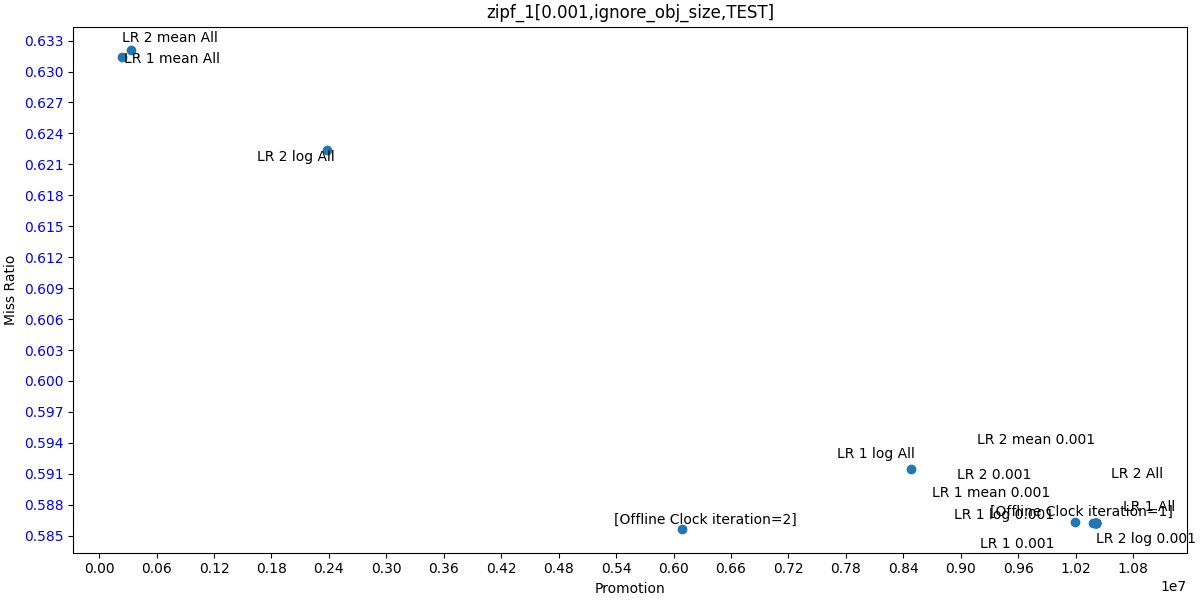 zipf_1[0.001,ignore_obj_size,TEST]
0.633
0.630
0.627
0.624
0.621
0.618
0.615
0.612
0.609
0.606
0.603
0.600
0.597
0.594
0.591
0.588
0.585
Miss Ratio
LR 2 mean All
LR 1 mean All
LR 2 log All
LR 1 log All
LR 2 mean 0.001
LR 2 0.001
LR 2 All
LR 1 mean 0.001
LR 1 All
[Offline Clock iteration=1]
LR 1 log 0.001
[Offline Clock iteration=2]
LR 2 log 0.001
LR 1 0.001
0.00 0.06 0.12 0.18 0.24 0.30 0.36 0.42 0.48 0.54 0.60 0.66 0.72 0.78 0.84 0.90 0.96 1.02 1.08
1e7
Promotion